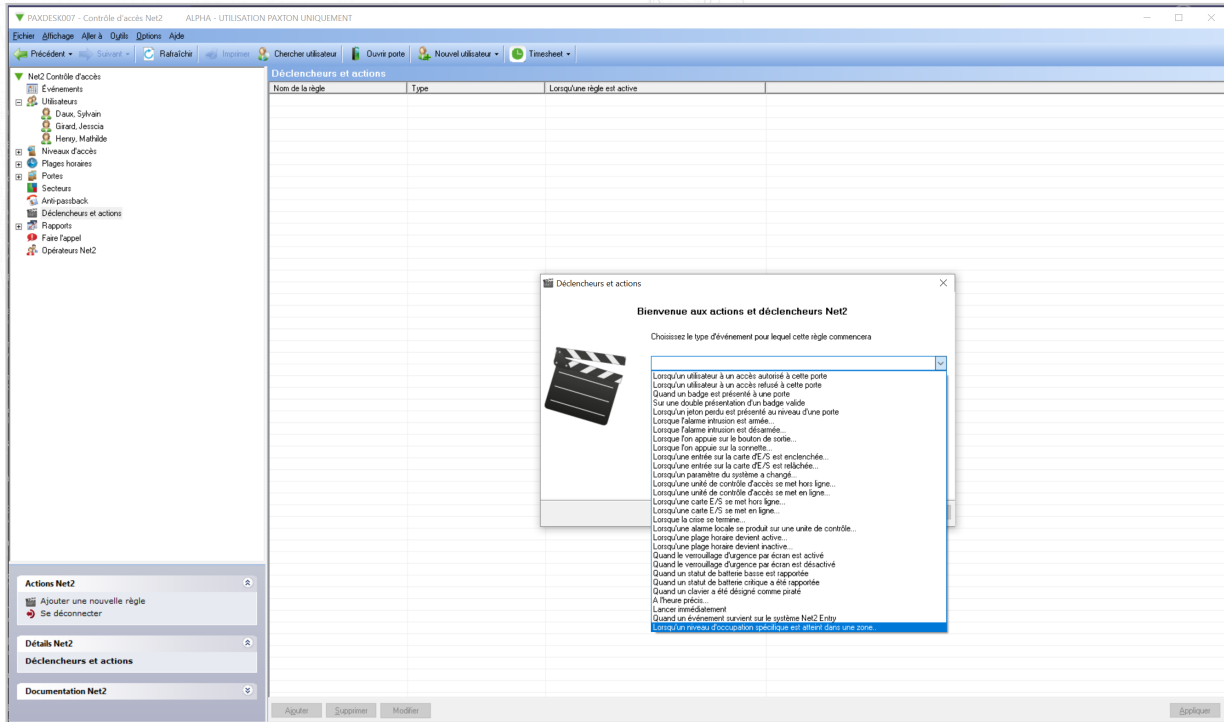 PAXDESK007 - Contrôle d'accès Net2 ALPHA - UTILISATION PAXTON UNIQUEMENT
Fichier Affichage Aller à Outils Options Aide
Précédent Suivant Rafraîchir Imprimer Chercher utilisateur Ouvrir porte Nouvel utilisateur Timesheet
Net2 Contrôle d'accès
Événements
Utilisateurs
Daux, Sylvain
Girard, Jesscia
Henry, Mathilde
Niveaux d'accès
Plages horaires
Portes
Secteurs
Anti-passback
Déclencheurs et actions
Rapports
Faire l'appel
Opérateurs Net2
Déclencheurs et actions
Nom de la règle Type Lorsqu'une règle est active
Déclencheurs et actions
Bienvenue aux actions et déclencheurs Net2
Choisissez le type d'événement pour lequel cette règle commencera
Lorsqu'un utilisateur à un accès autorisé à cette porte
Lorsqu'un utilisateur à un accès refusé à cette porte
Quand un badge est présenté à une porte
Sur une double présentation d'un badge valide
Lorsqu'un jeton perdu est présenté au niveau d'une porte
Lorsque l'alarme intrusion est armée...
Lorsque l'alarme intrusion est désarmée...
Lorsque l'on appuie sur le bouton de sortie...
Lorsque l'on appuie sur la sonnette...
Lorsqu'une entrée sur la carte d'E/S est enclenchée...
Lorsqu'une entrée sur la carte d'E/S est relâchée...
Lorsqu'un paramètre du système a changé...
Lorsqu'une unité de contrôle d'accès se met hors ligne...
Lorsqu'une unité de contrôle d'accès se met en ligne...
Lorsqu'une carte E/S se met hors ligne...
Lorsqu'une carte E/S se met en ligne...
Lorsque la crise se termine...
Lorsqu'une alarme locale se produit sur une unite de contrôle...
Lorsqu'une plage horaire devient active...
Lorsqu'une plage horaire devient inactive...
Quand le verrouillage d'urgence par écran est activé
Quand le verrouillage d'urgence par écran est désactivé
Quand un statut de batterie basse est rapportée
Quand un statut de batterie critique a été rapportée
Quand un clavier a été désigné comme piraté
A l'heure précis...
Lancer immédiatement
Quand un événement survient sur le système Net2 Entry
Lorsqu'un niveau d'occupation spécifique est atteint dans une zone..
Actions Net2
Ajouter une nouvelle règle
Se déconnecter
Détails Net2
Déclencheurs et actions
Documentation Net2
Ajouter Supprimer Modifier Appliquer